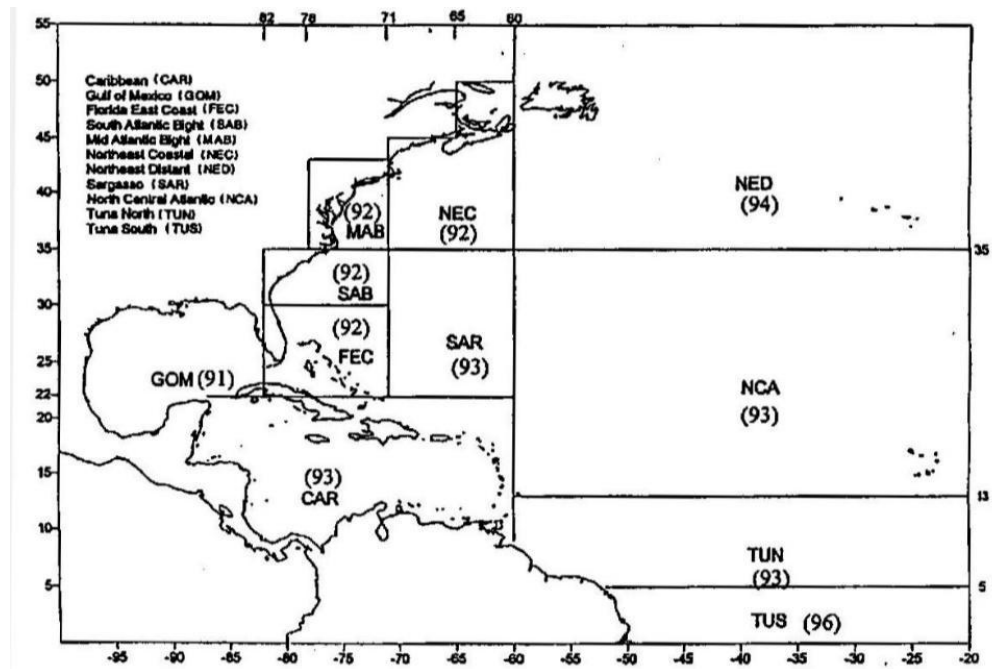 82 78 71 65 60
55
50
45
40
35
30
25
22
20
15
10
5
Caribbean (CAR)
Gulf of Mexico (GOM)
Florida East Coast (FEC)
South Atlantic Bight (SAB)
Mid Atlantic Bight (MAB)
Northeast Coastal (NEC)
Northeast Distant (NED)
Sargasso (SAR)
North Central Atlantic (NCA)
Tuna North (TUN)
Tuna South (TUS)
NED
(94)
(92)
MAB
NEC
(92)
35
(92)
SAB
(92)
FEC
SAR
(93)
GOM (91)
NCA
(93)
(93)
CAR
13
TUN
(93)
5
TUS (96)
-95 -90 -85 -80 -75 -70 -65 -60 -55 -50 -45 -40 -35 -30 -25 -20